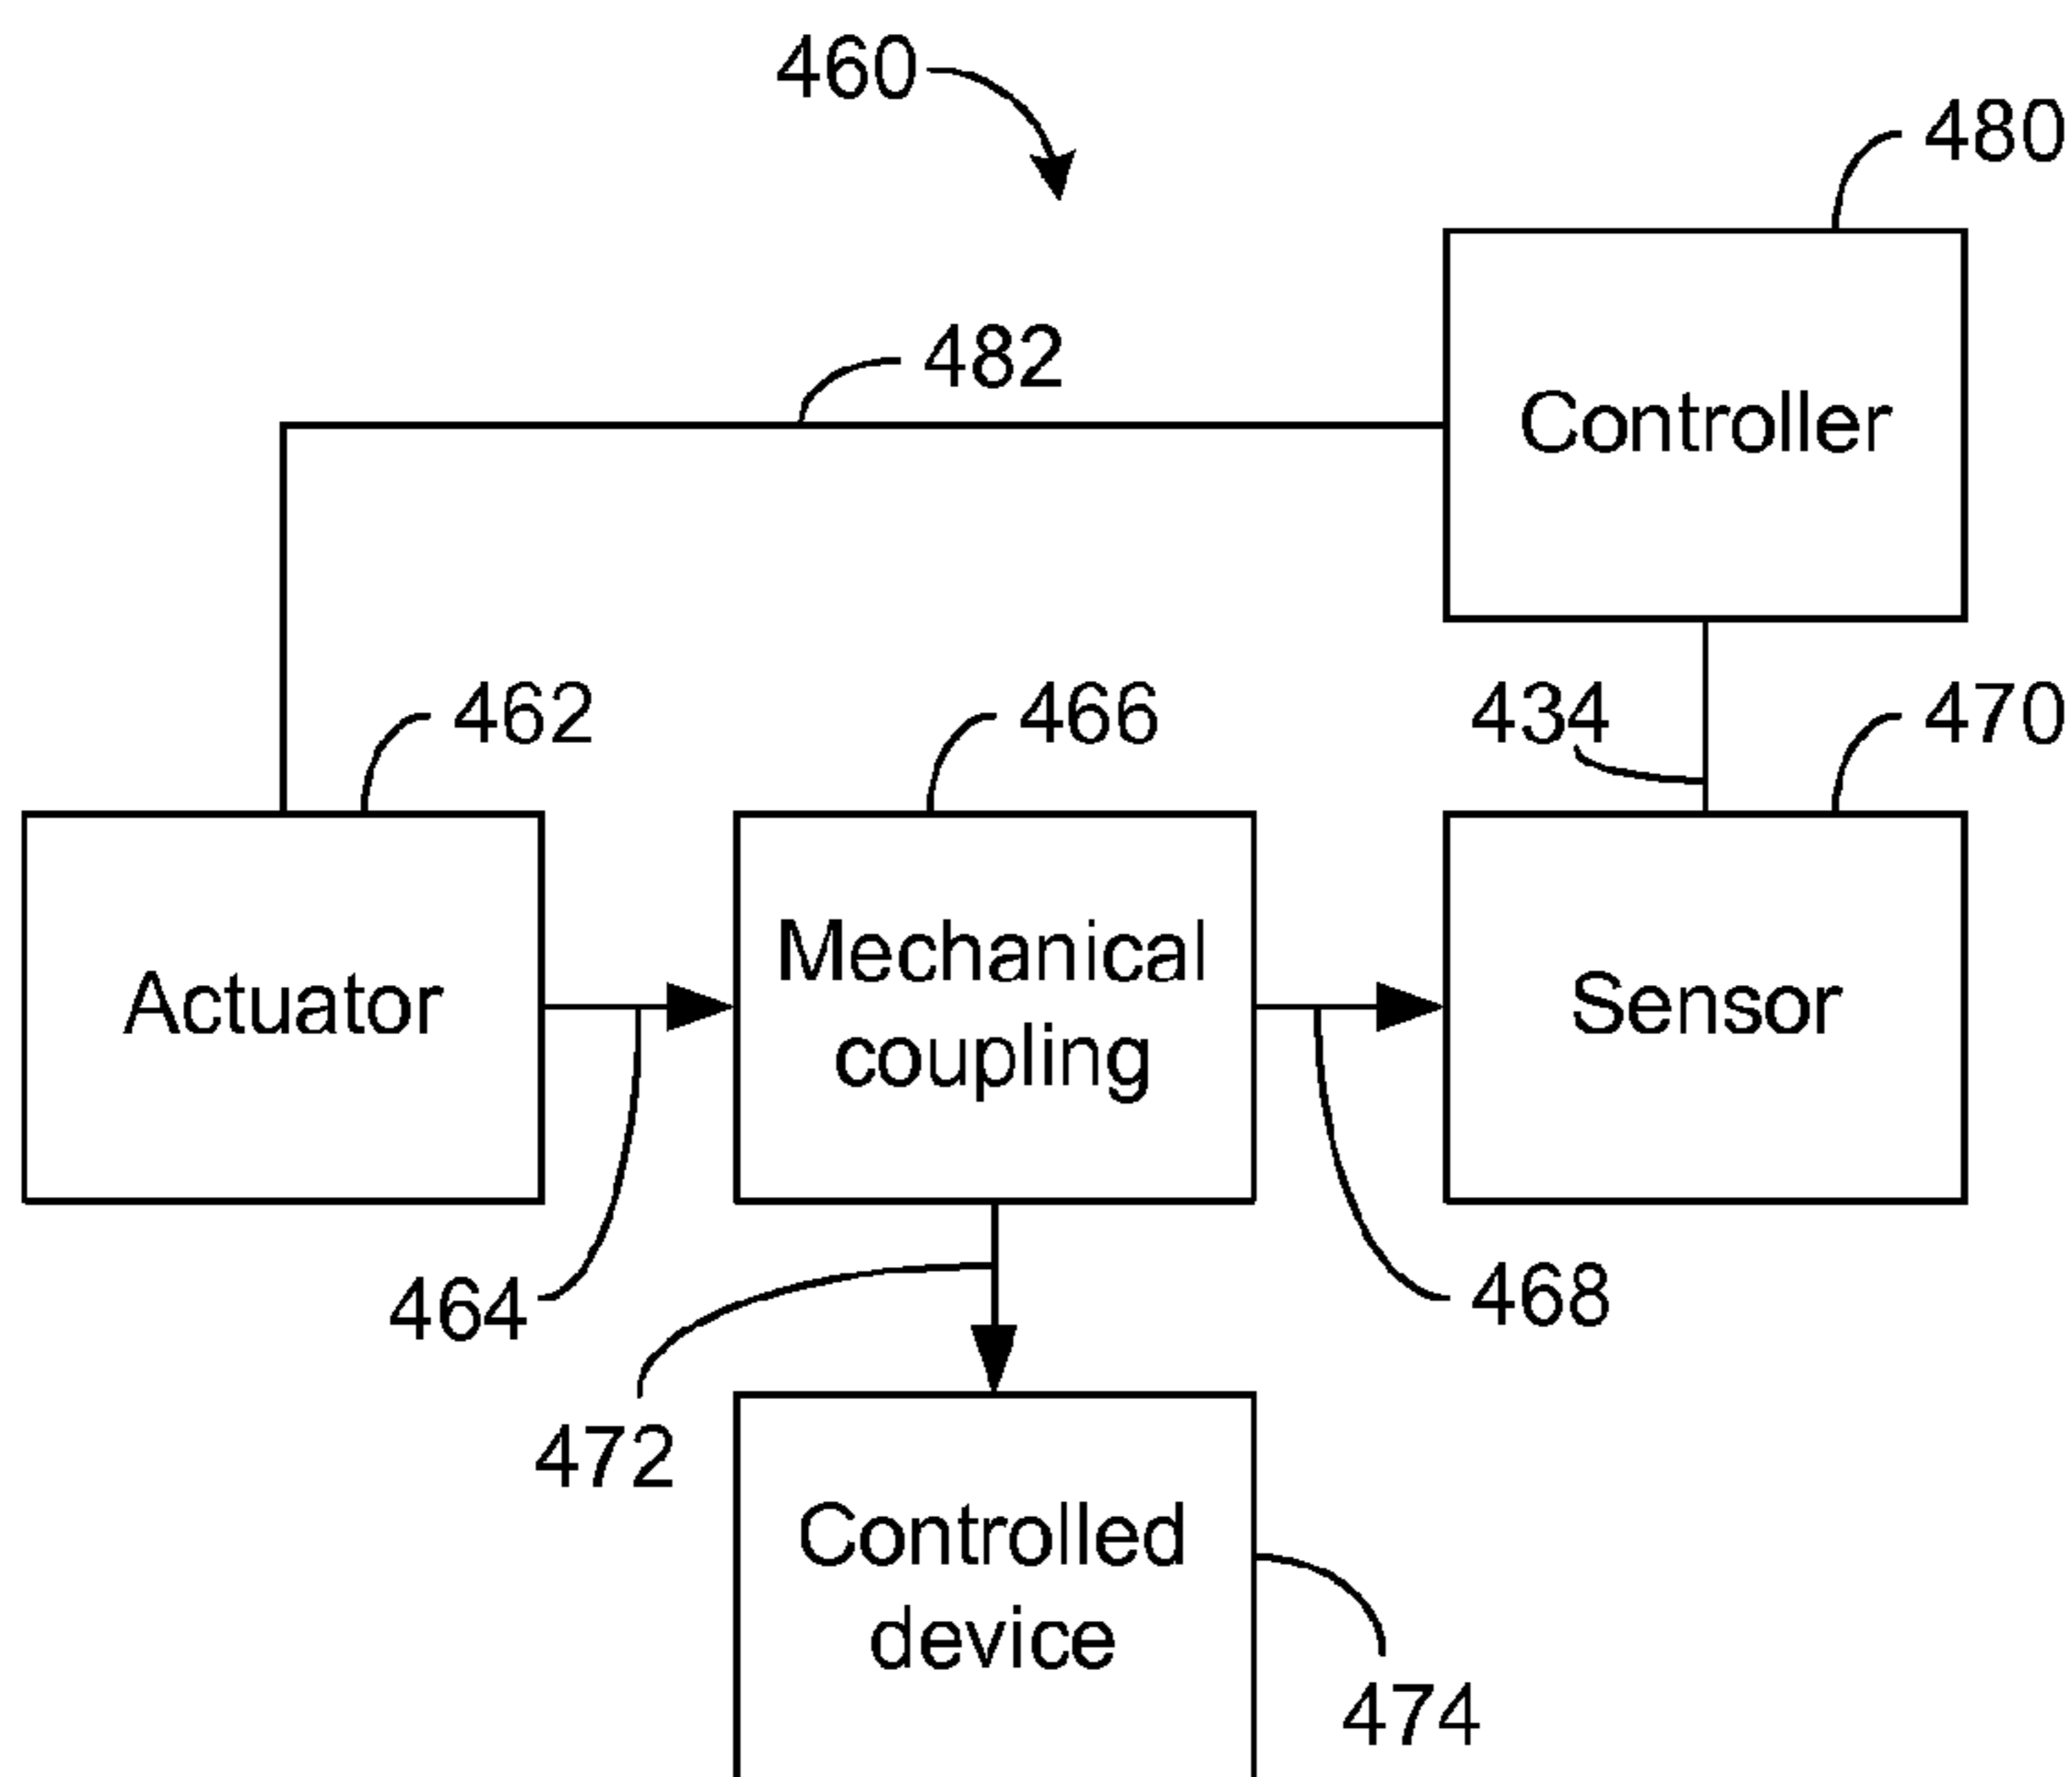 460
480
482
Controller
462
466
434
470
Actuator
Mechanical
coupling
Sensor
464
468
472
Controlled
device
474